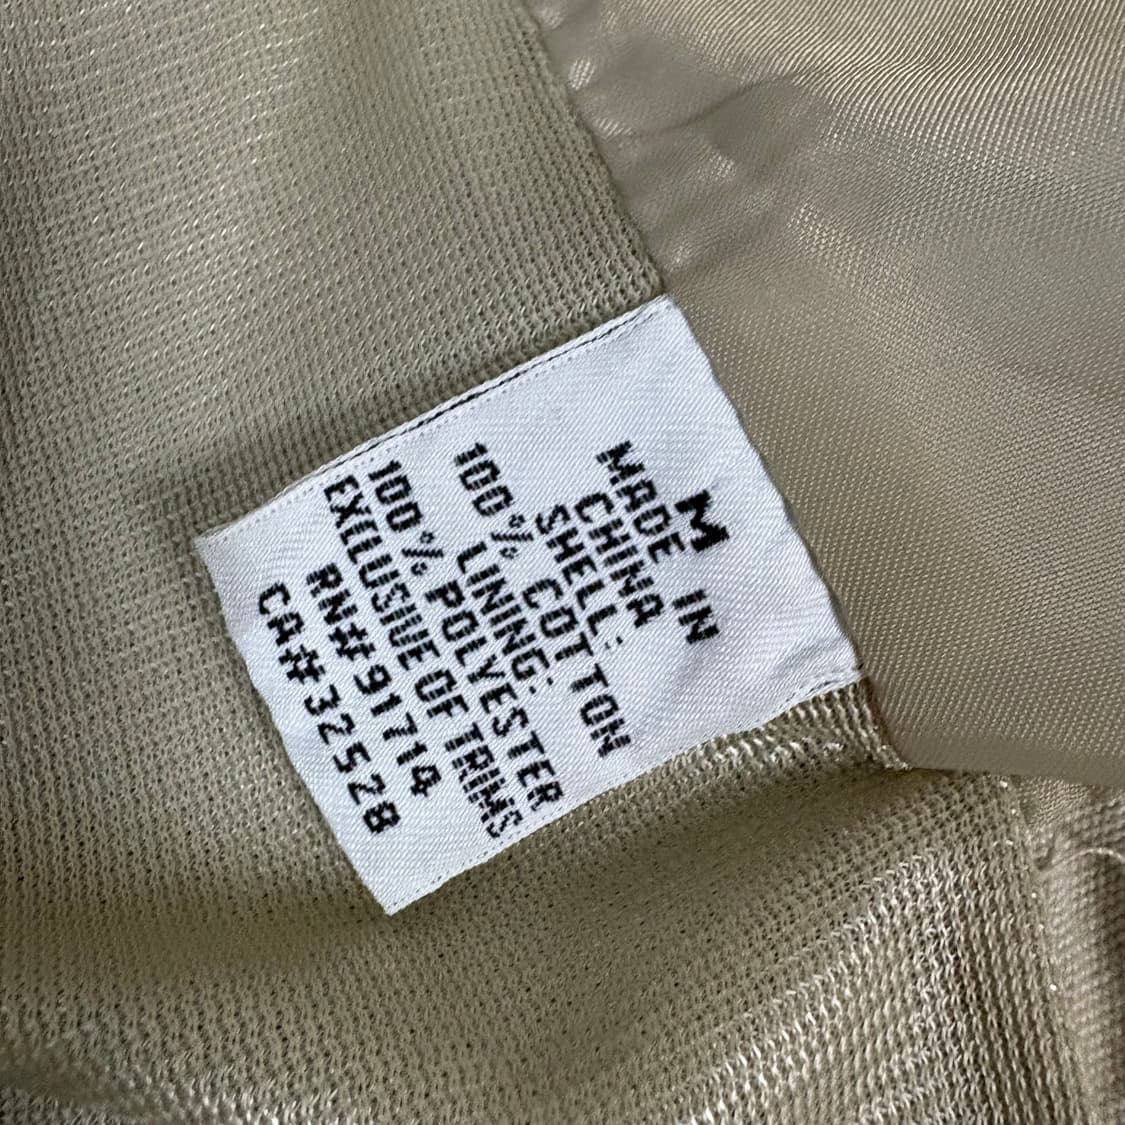 M
MADE IN
CHINA
SHELL:
100% COTTON
LINING:
100% POLYESTER
EXCLUSIVE OF TRIMS
RN#91714
CA#32528